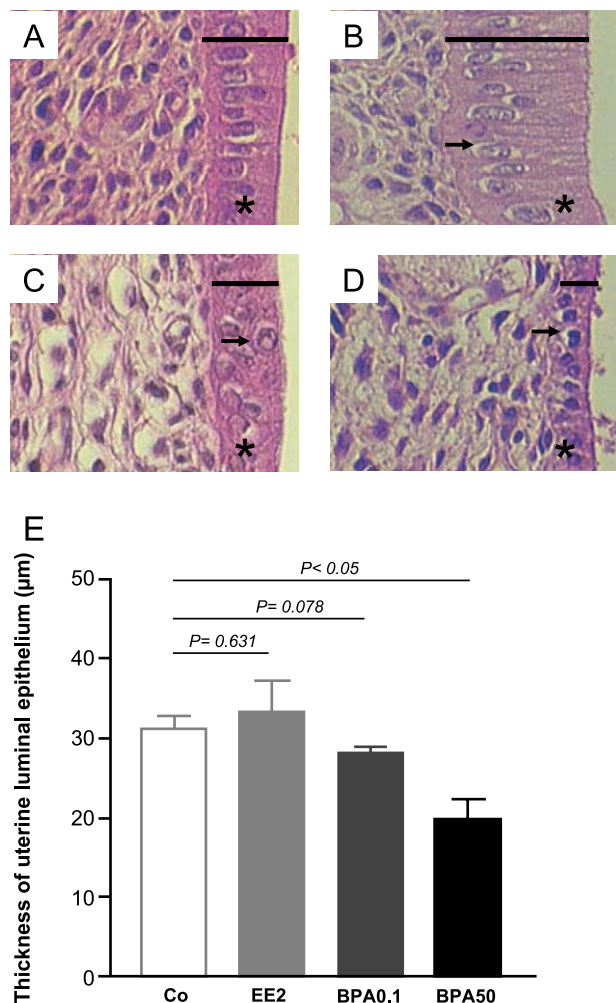 A
B
*
*
C
D
*
*
E
Thickness of uterine luminal epithelium (µm)
50
40
30
20
10
0
P< 0.05
P= 0.078
P= 0.631
Co EE2 BPA0.1 BPA50